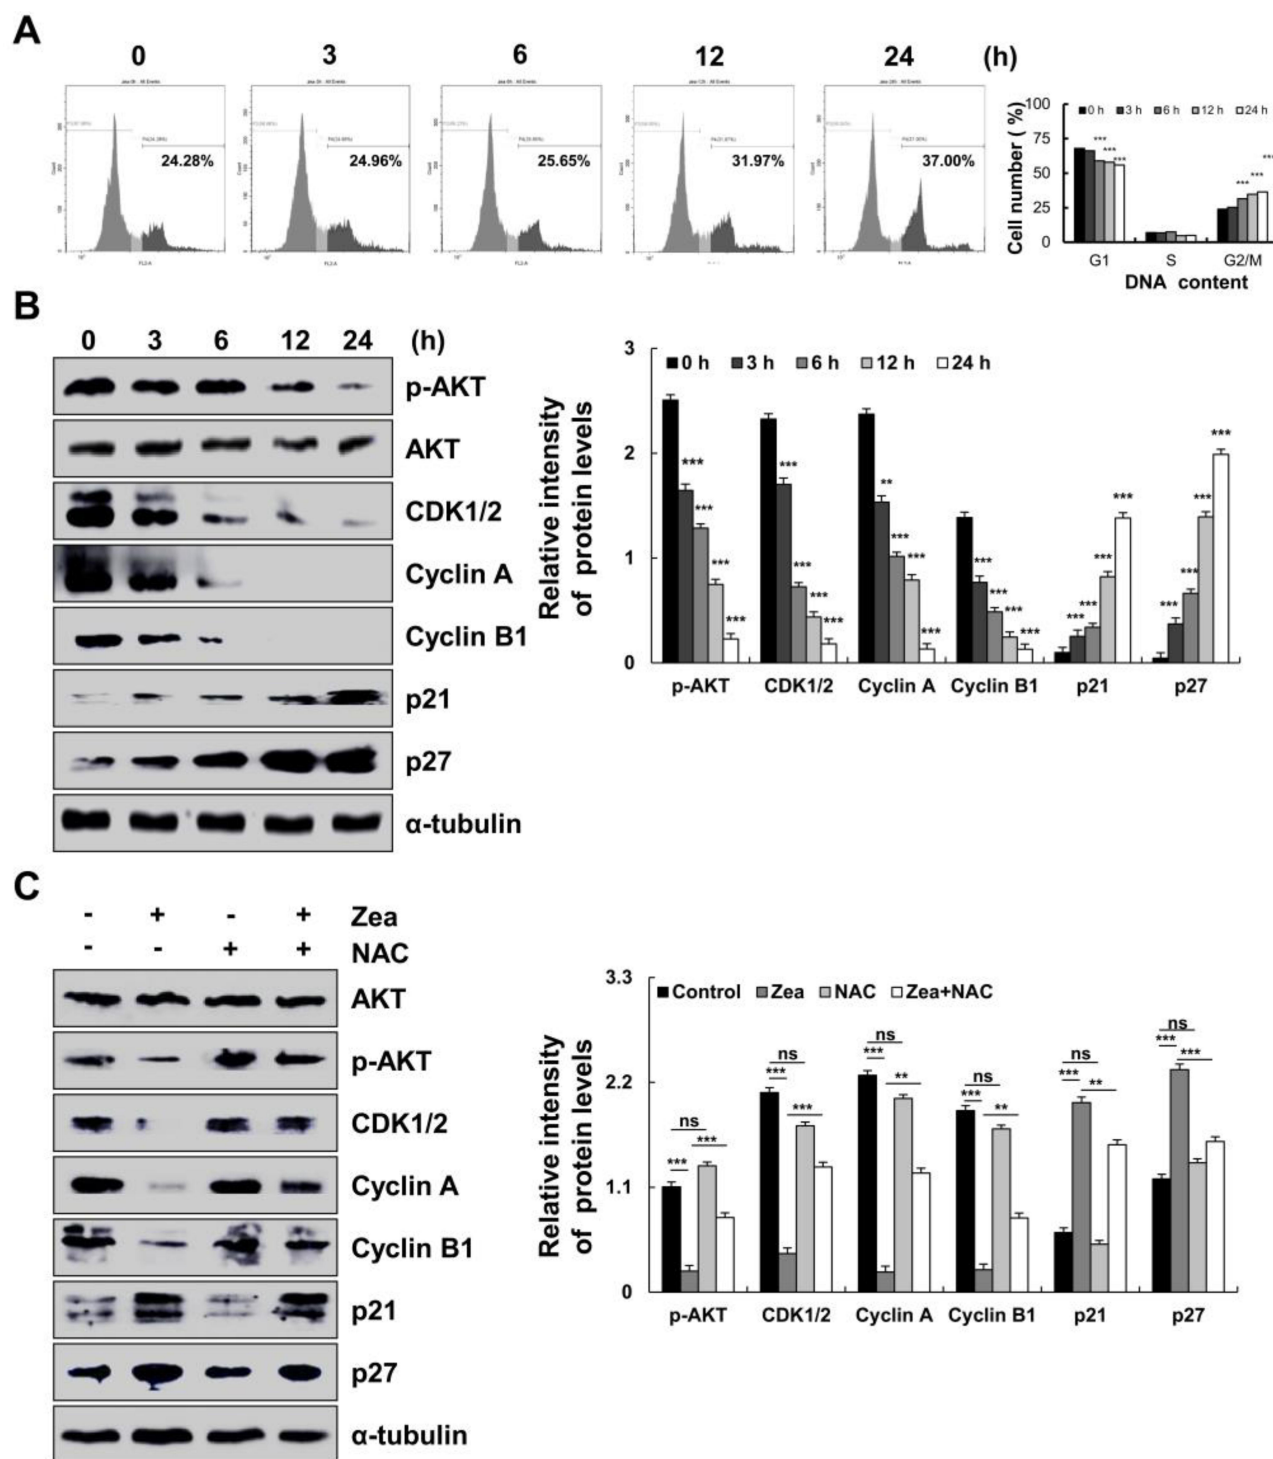 A
0 3 6 12 24 (h)
24.28% 24.96% 25.65% 31.97% 37.00%
Cell number ( %)
100
75
50
25
0
0 h 3 h 6 h 12 h 24 h
*** *** ***
*** *** ***
G1 S G2/M
DNA content
B
0 3 6 12 24 (h)
p-AKT
AKT
CDK1/2
Cyclin A
Cyclin B1
p21
p27
α-tubulin
Relative intensity
of protein levels
3
2
1
0
0 h 3 h 6 h 12 h 24 h
*** *** *** ***
*** *** *** ***
** *** *** ***
*** *** *** ***
*** *** *** ***
*** *** *** ***
p-AKT CDK1/2 Cyclin A Cyclin B1 p21 p27
C
- + - + Zea
- - + + NAC
AKT
p-AKT
CDK1/2
Cyclin A
Cyclin B1
p21
p27
α-tubulin
Relative intensity
of protein levels
3.3
2.2
1.1
0
Control Zea NAC Zea+NAC
ns *** ***
ns *** ***
ns *** **
ns *** **
ns *** **
ns *** ***
p-AKT CDK1/2 Cyclin A Cyclin B1 p21 p27